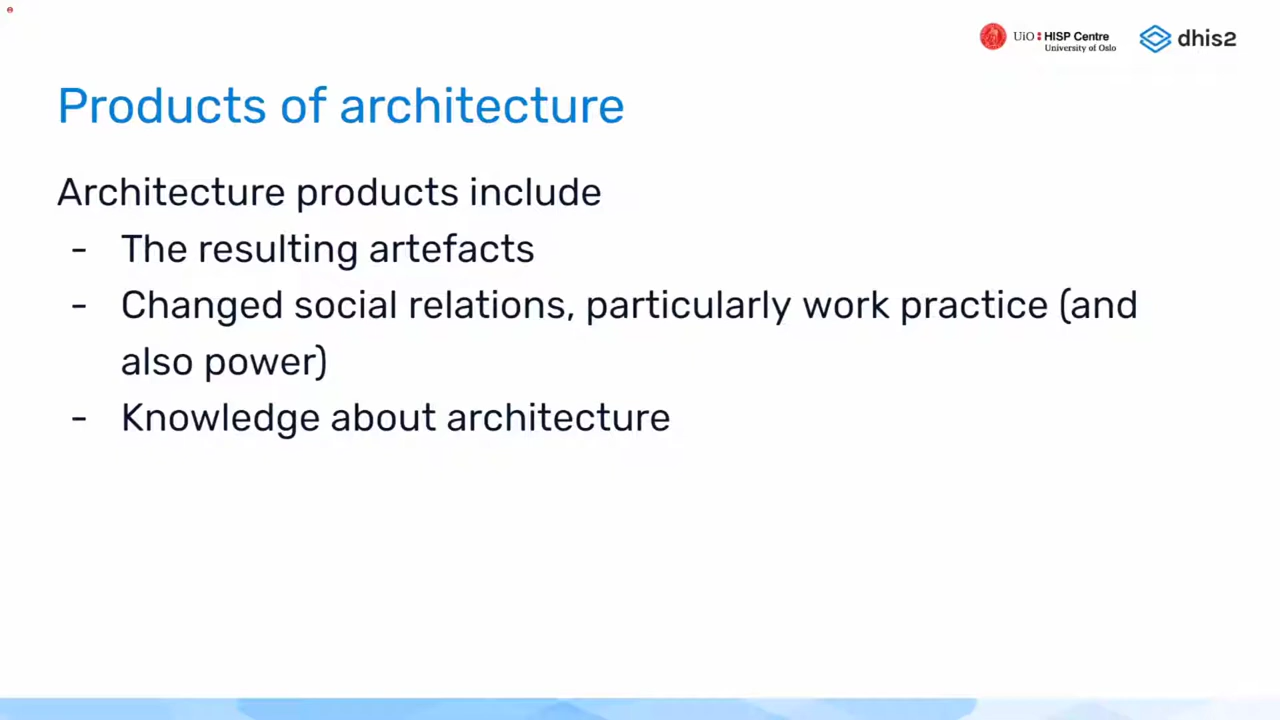 UiO HISP Centre
University of Oslo
dhis2
Products of architecture
Architecture products include
- The resulting artefacts
- Changed social relations, particularly work practice (and
also power)
- Knowledge about architecture